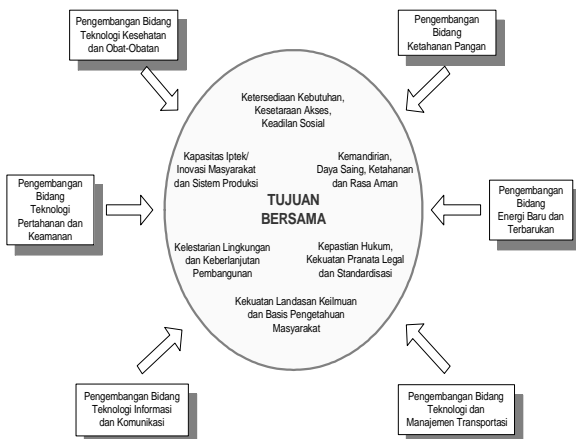 Pengembangan Bidang
Teknologi Kesehatan
dan Obat-Obatan
Pengembangan
Bidang
Ketahanan Pangan
Ketersediaan Kebutuhan,
Kesetaraan Akses,
Keadilan Sosial
Kapasitas Iptek/
Inovasi Masyarakat
dan Sistem Produksi
Kemandirian,
Daya Saing, Ketahanan
dan Rasa Aman
Pengembangan
Bidang
Teknologi
Pertahanan dan
Keamanan
TUJUAN
BERSAMA
Pengembangan
Bidang
Energi Baru dan
Terbarukan
Kelestarian Lingkungan
dan Keberlanjutan
Pembangunan
Kepastian Hukum,
Kekuatan Pranata Legal
dan Standardisasi
Kekuatan Landasan Keilmuan
dan Basis Pengetahuan
Masyarakat
Pengembangan Bidang
Teknologi Informasi
dan Komunikasi
Pengembangan Bidang
Teknologi dan
Manajemen Transportasi